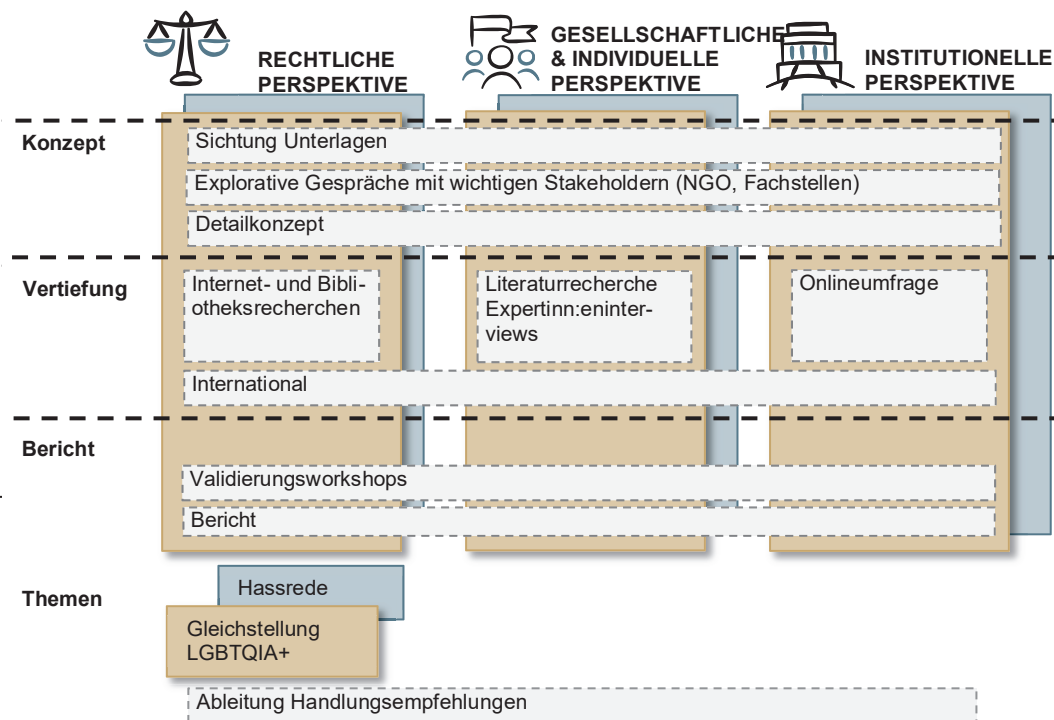 RECHTLICHE
PERSPEKTIVE
GESELLSCHAFTLICHE
& INDIVIDUELLE
PERSPEKTIVE
INSTITUTIONELLE
PERSPEKTIVE
Konzept
Sichtung Unterlagen
Explorative Gespräche mit wichtigen Stakeholdern (NGO, Fachstellen)
Detailkonzept
Vertiefung
Internet- und Bibli-
otheksrecherchen
Literaturrecherche
Expertinn:eninter-
views
Onlineumfrage
International
Bericht
Validierungsworkshops
Bericht
Themen
Hassrede
Gleichstellung
LGBTQIA+
Ableitung Handlungsempfehlungen